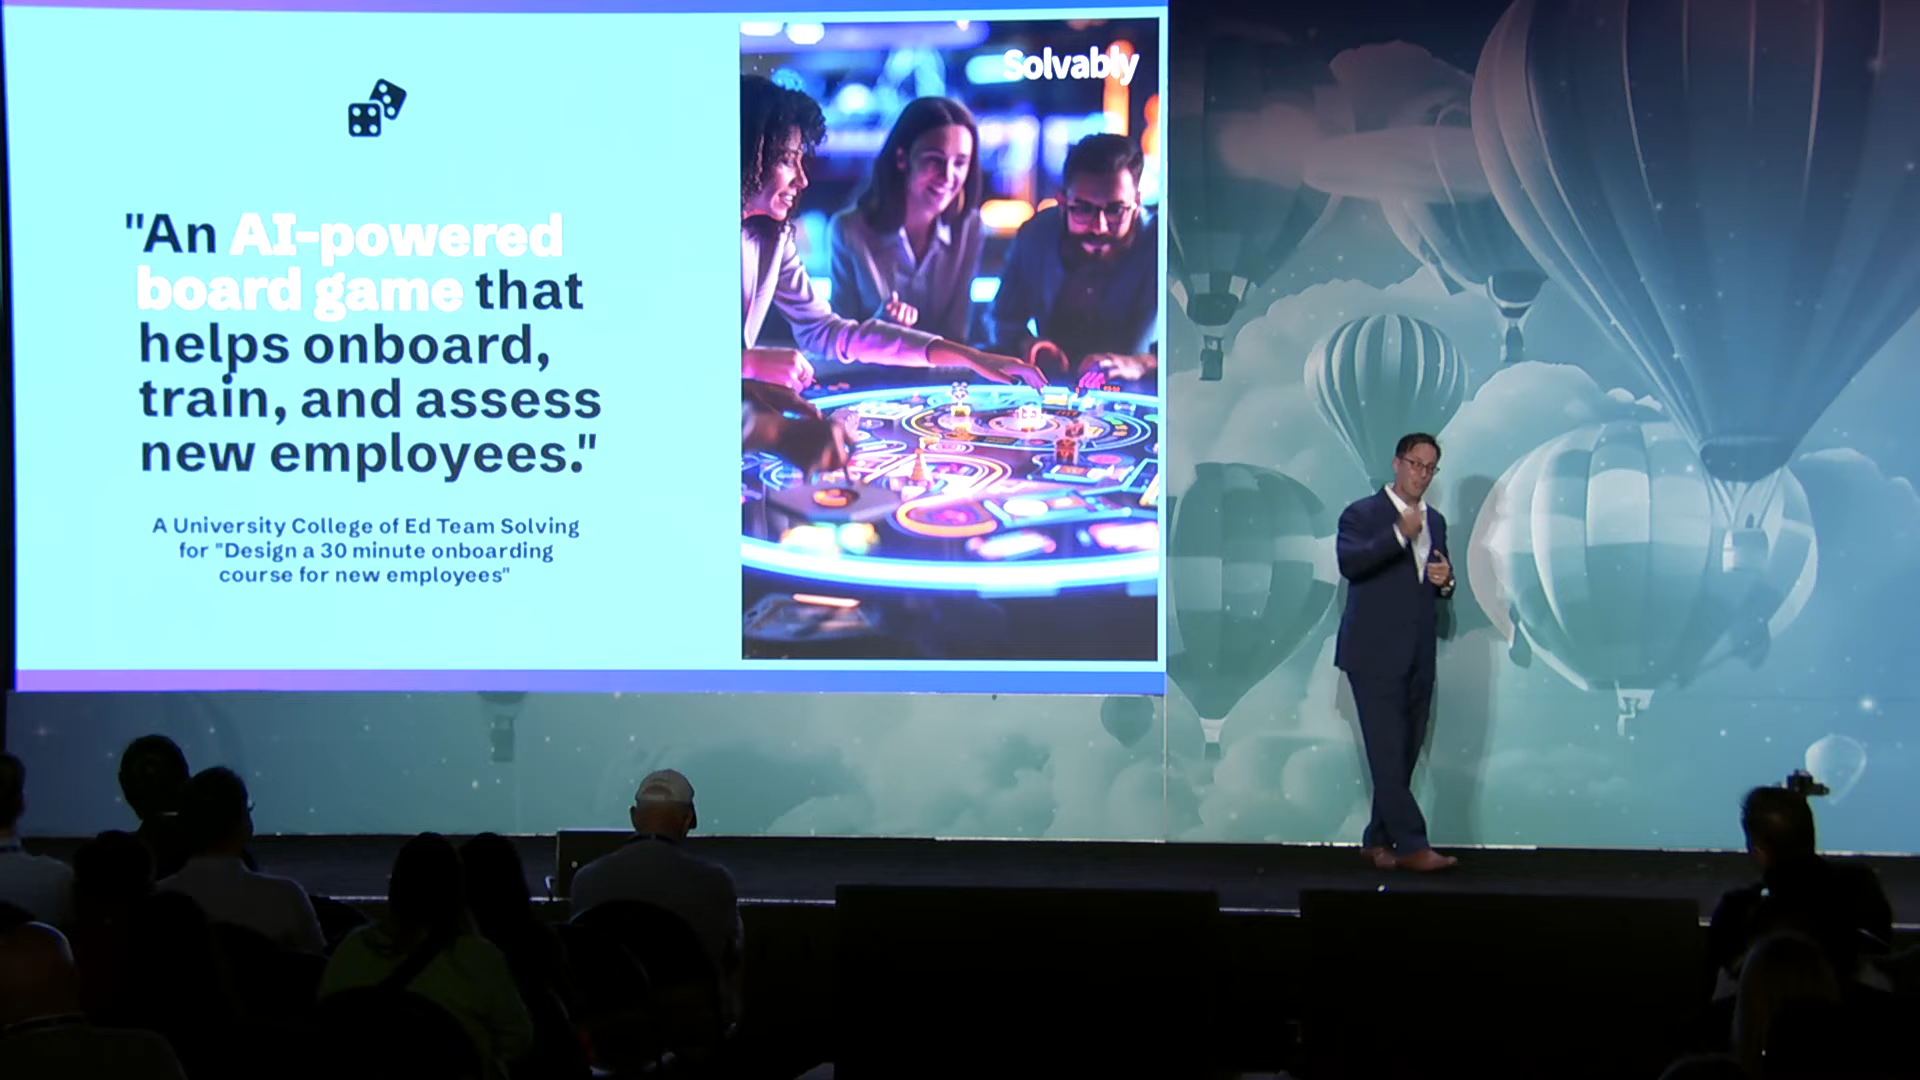 Solvably
"An AI-powered
board game that
helps onboard,
train, and assess
new employees."
A University College of Ed Team Solving
for "Design a 30 minute onboarding
course for new employees"